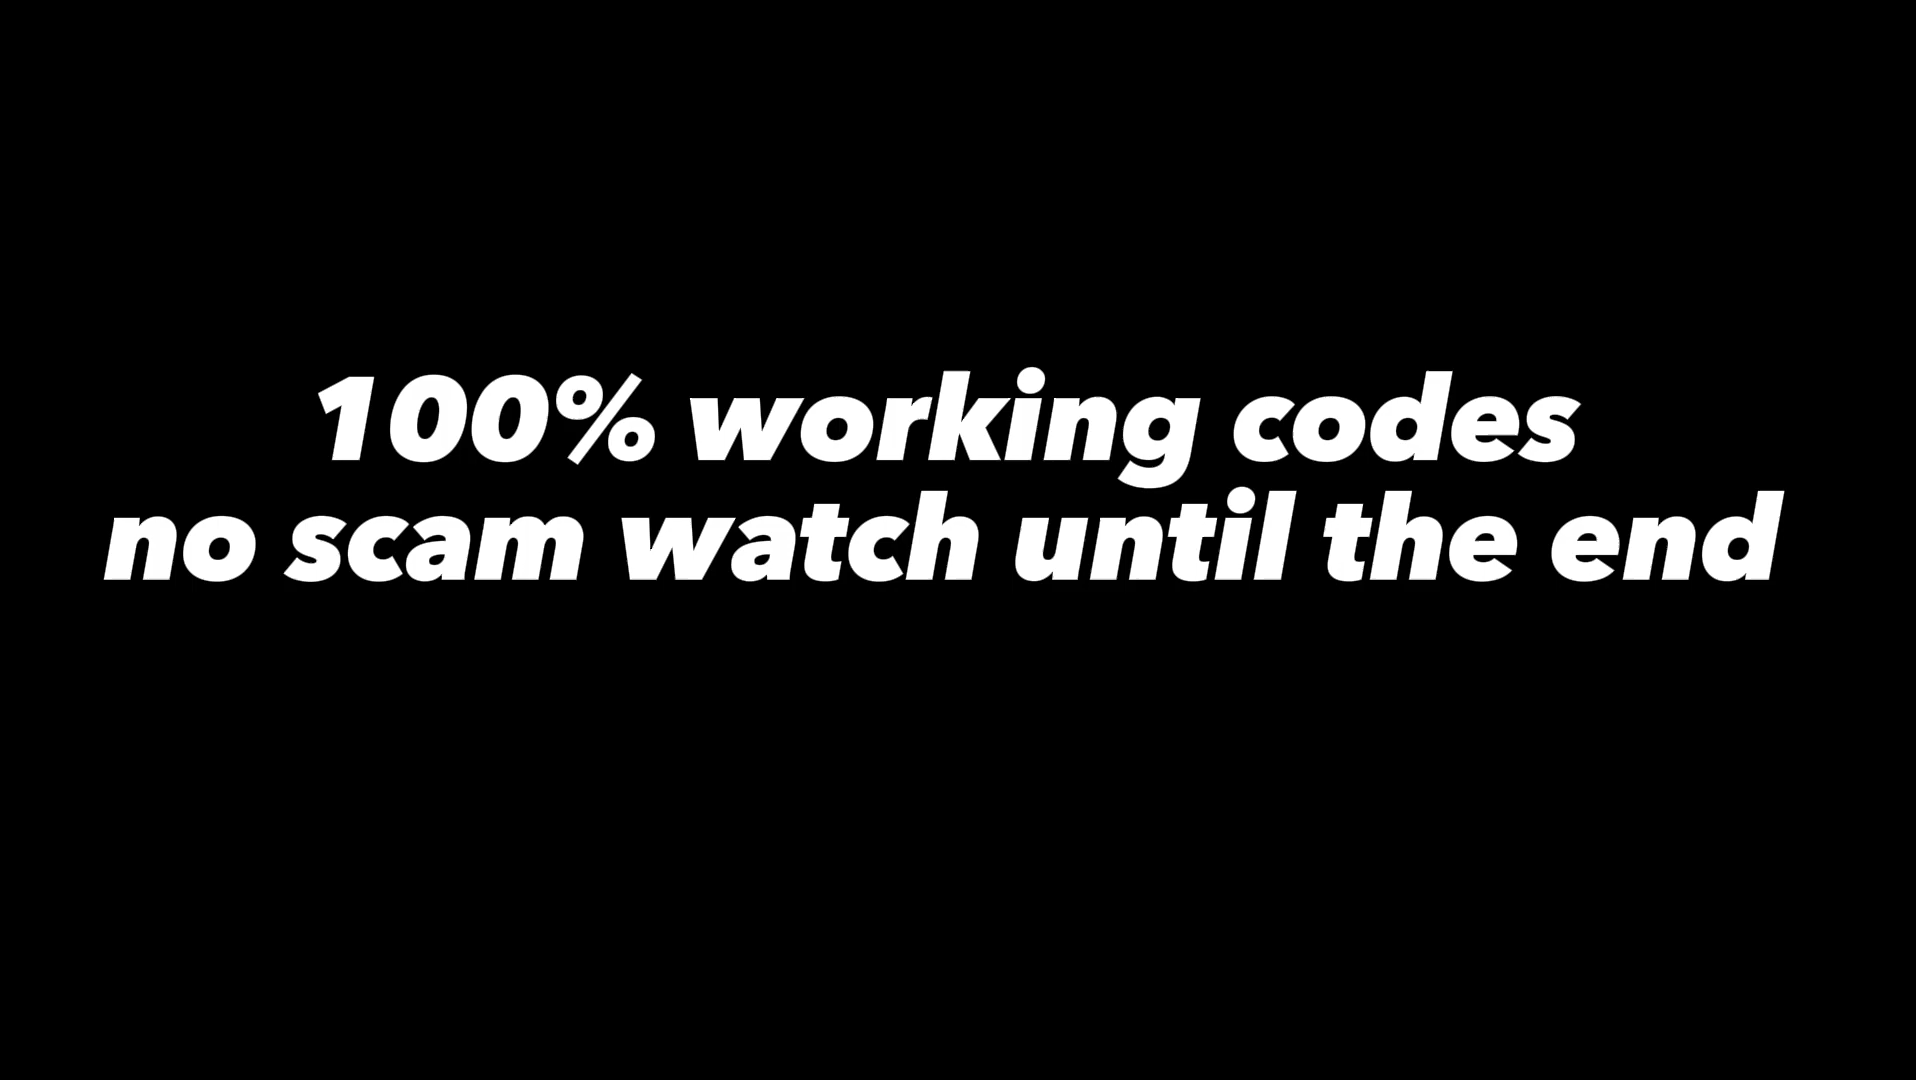 100% working codes
no scam watch until the end